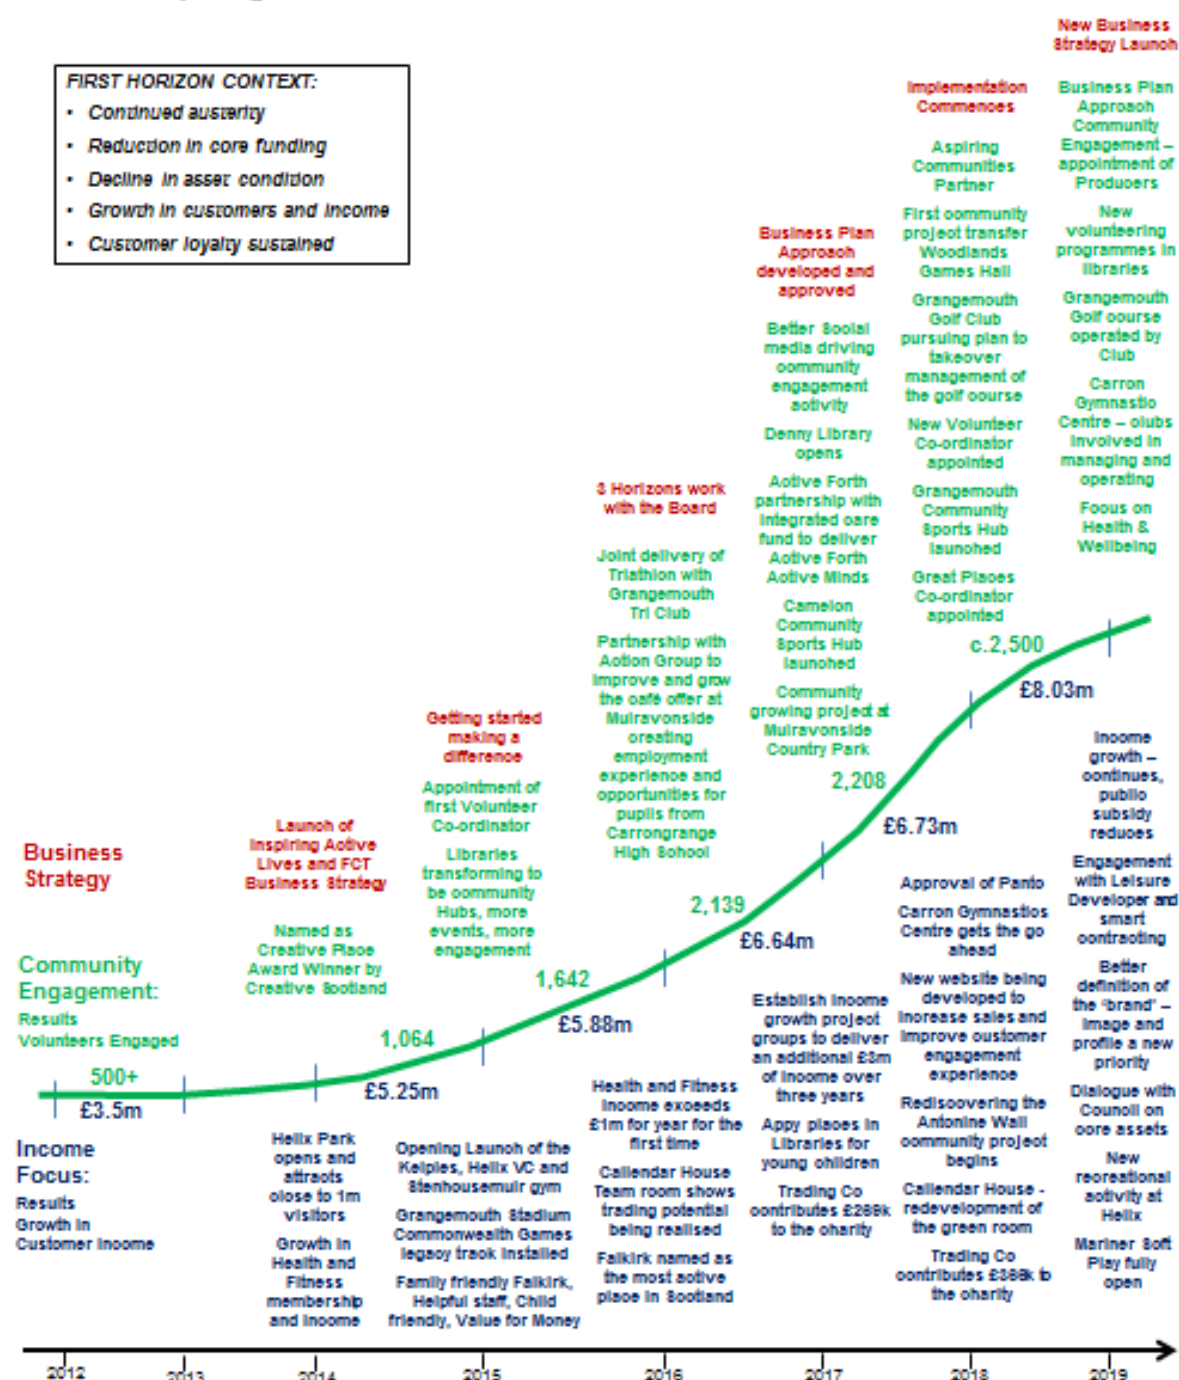 FIRST HORIZON CONTEXT:
• Continued austerity
• Reduction in core funding
• Decline in asset condition
• Growth in customers and income
• Customer loyalty sustained
Business
Strategy
Launch of
Inspiring Active
Lives and FCT
Business Strategy
Getting started
making a
difference
3 Horizons work
with the Board
Business Plan
Approach
developed and
approved
Implementation
Commences
New Business
Strategy Launch
Community
Engagement:
Results
Volunteers Engaged
Named as
Creative Place
Award Winner by
Creative Scotland
Appointment of
first Volunteer
Co-ordinator
Libraries
transforming to
be community
Hubs, more
events, more
engagement
Joint delivery of
Triathlon with
Grangemouth
Tri Club
Partnership with
Action Group to
improve and grow
the café offer at
Muiravonside
creating
employment
experience and
opportunities for
pupils from
Carrongrange
High School
Better Social
media driving
community
engagement
activity
Denny Library
opens
Active Forth
partnership with
integrated care
fund to deliver
Active Forth
Active Minds
Camelon
Community
Sports Hub
launched
Community
growing project at
Muiravonside
Country Park
Aspiring
Communities
Partner
First community
project transfer
Woodlands
Games Hall
Grangemouth
Golf Club
pursuing plan to
takeover
management of
the golf course
New Volunteer
Co-ordinator
appointed
Grangemouth
Community
Sports Hub
launched
Great Places
Co-ordinator
appointed
Business Plan
Approach
Community
Engagement –
appointment of
Producers
New
volunteering
programmes in
libraries
Grangemouth
Golf course
operated by
Club
Carron
Gymnastic
Centre – clubs
involved in
managing and
operating
Focus on
Health &
Wellbeing
500+
1,064
1,642
2,139
2,208
c.2,500
£3.5m
£5.25m
£5.88m
£6.64m
£6.73m
£8.03m
Income
Focus:
Results
Growth in
Customer Income
Helix Park
opens and
attracts
close to 1m
visitors
Growth in
Health and
Fitness
membership
and income
Opening Launch of the
Kelpies, Helix VC and
Stenhousemuir gym
Grangemouth Stadium
Commonwealth Games
legacy track installed
Family friendly Falkirk,
Helpful staff, Child
friendly, Value for Money
Health and Fitness
income exceeds
£1m for year for the
first time
Callendar House
Team room shows
trading potential
being realised
Falkirk named as
the most active
place in Scotland
Establish income
growth project
groups to deliver
an additional £3m
of income over
three years
Appy places in
Libraries for
young children
Trading Co
contributes £269k
to the charity
Approval of Panto
Carron Gymnastics
Centre gets the go
ahead
New website being
developed to
increase sales and
improve customer
engagement
experience
Rediscovering the
Antonine Wall
community project
begins
Callendar House -
redevelopment of
the green room
Trading Co
contributes to
the charity
Income
growth –
continues,
public
subsidy
reduces
Engagement
with Leisure
Developer and
smart
contracting
Better
definition of
the ‘brand’ –
image and
profile a new
priority
Dialogue with
Council on
core assets
New
recreational
activity at
Helix
Mariner Soft
Play fully
open
2012
2013
2014
2015
2016
2017
2018
2019